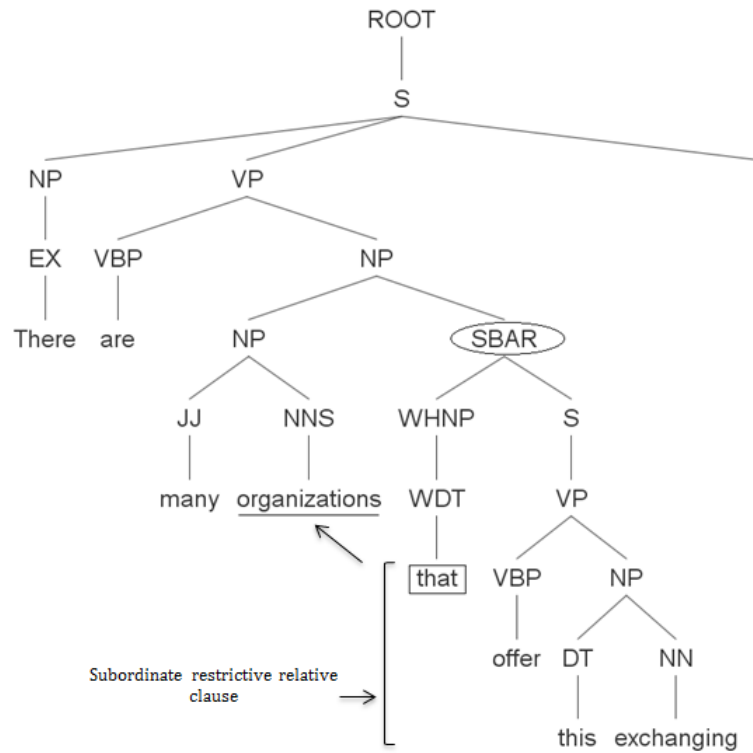 ROOT
S
NP VP
EX VBP NP
There are NP SBAR
JJ NNS WHNP S
many organizations WDT VP
that VBP NP
offer DT NN
Subordinate restrictive relative
clause
this exchanging